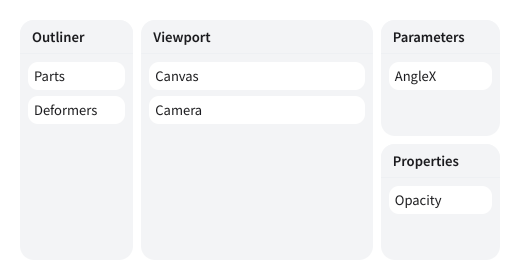 Outliner
Parts
Deformers
Viewport
Canvas
Camera
Parameters
AngleX
Properties
Opacity